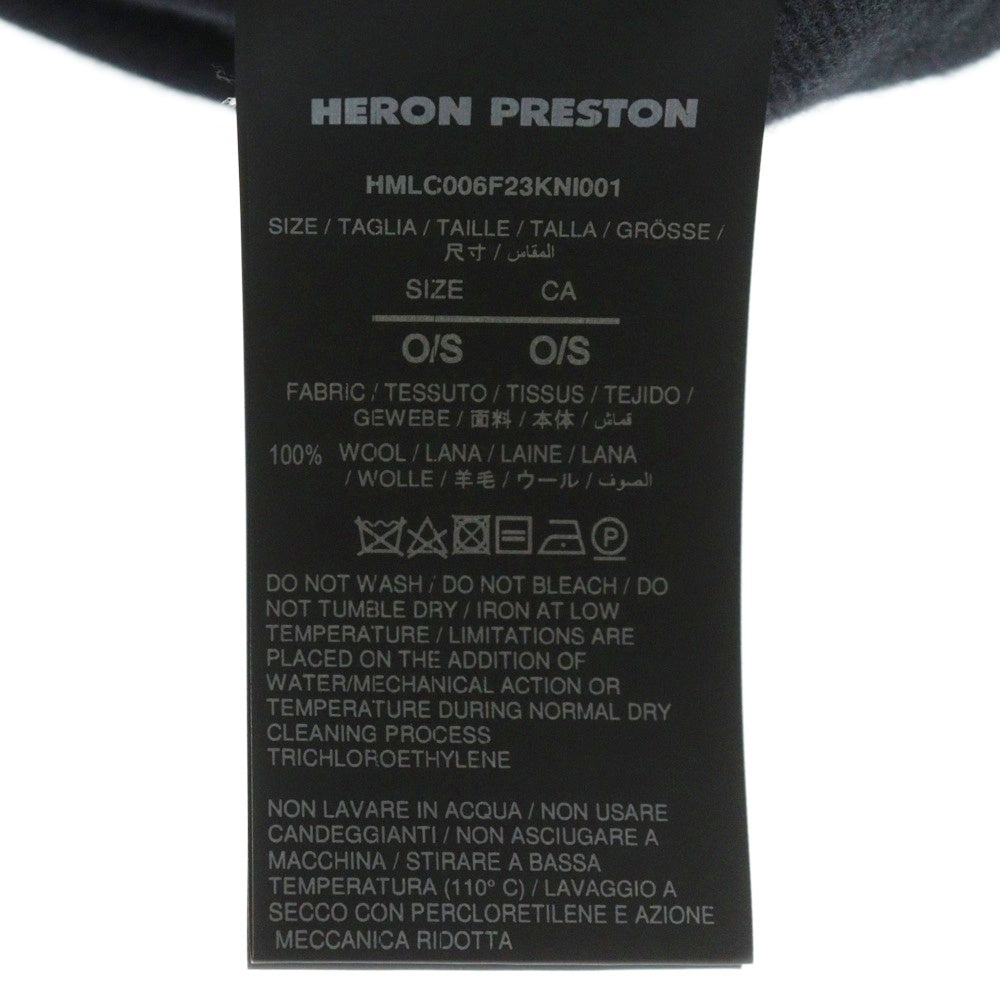 HERON PRESTON
HMLC006F23KNI001
SIZE / TAGLIA / TAILLE / TALLA / GRÖSSE /
尺寸 / المقاس
SIZE CA
O/S O/S
FABRIC / TESSUTO / TISSUS / TEJIDO /
GEWEBE / 面料 / 本体 / قماش
100% WOOL / LANA / LAINE / LANA
/ WOLLE / 羊毛 / ウール / الصوف
P
DO NOT WASH / DO NOT BLEACH / DO
NOT TUMBLE DRY / IRON AT LOW
TEMPERATURE / LIMITATIONS ARE
PLACED ON THE ADDITION OF
WATER/MECHANICAL ACTION OR
TEMPERATURE DURING NORMAL DRY
CLEANING PROCESS
TRICHLOROETHYLENE
NON LAVARE IN ACQUA / NON USARE
CANDEGGIANTI / NON ASCIUGARE A
MACCHINA / STIRARE A BASSA
TEMPERATURA (110° C) / LAVAGGIO A
SECCO CON PERCLORETILENE E AZIONE
MECCANICA RIDOTTA